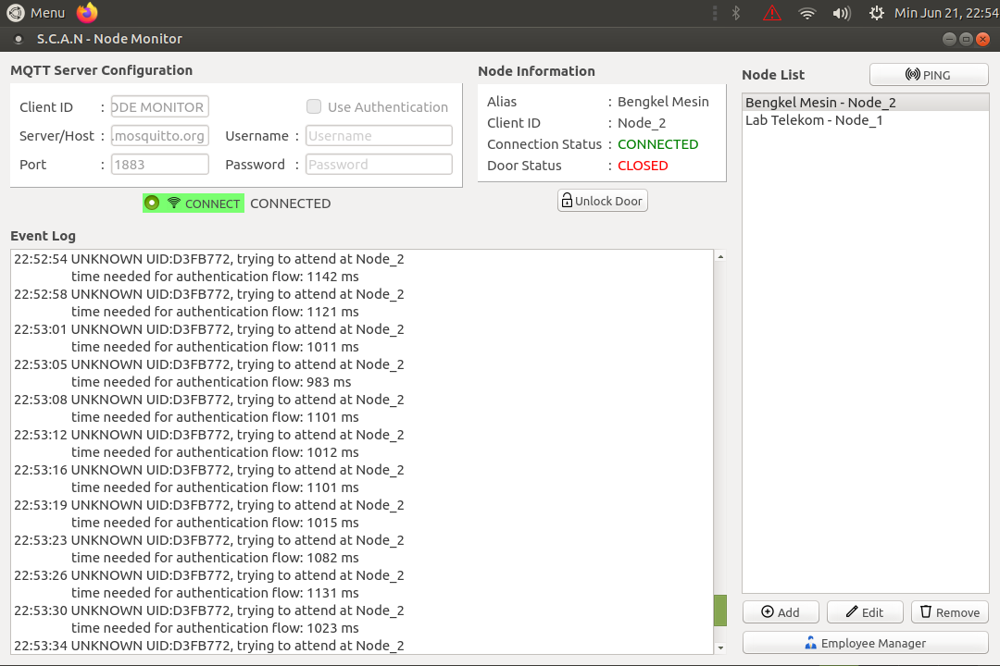 Menu
Min Jun 21, 22:54
S.C.A.N - Node Monitor
MQTT Server Configuration
Client ID : ODE MONITOR
Use Authentication
Server/Host : .mosquitto.org
Username : Username
Port : 1883
Password : Password
CONNECT CONNECTED
Node Information
Alias : Bengkel Mesin
Client ID : Node_2
Connection Status : CONNECTED
Door Status : CLOSED
Unlock Door
Node List
PING
Bengkel Mesin - Node_2
Lab Telekom - Node_1
Event Log
22:52:54 UNKNOWN UID:D3FB772, trying to attend at Node_2
time needed for authentication flow: 1142 ms
22:52:58 UNKNOWN UID:D3FB772, trying to attend at Node_2
time needed for authentication flow: 1121 ms
22:53:01 UNKNOWN UID:D3FB772, trying to attend at Node_2
time needed for authentication flow: 1011 ms
22:53:05 UNKNOWN UID:D3FB772, trying to attend at Node_2
time needed for authentication flow: 983 ms
22:53:08 UNKNOWN UID:D3FB772, trying to attend at Node_2
time needed for authentication flow: 1101 ms
22:53:12 UNKNOWN UID:D3FB772, trying to attend at Node_2
time needed for authentication flow: 1012 ms
22:53:16 UNKNOWN UID:D3FB772, trying to attend at Node_2
time needed for authentication flow: 1101 ms
22:53:19 UNKNOWN UID:D3FB772, trying to attend at Node_2
time needed for authentication flow: 1015 ms
22:53:23 UNKNOWN UID:D3FB772, trying to attend at Node_2
time needed for authentication flow: 1082 ms
22:53:26 UNKNOWN UID:D3FB772, trying to attend at Node_2
time needed for authentication flow: 1131 ms
22:53:30 UNKNOWN UID:D3FB772, trying to attend at Node_2
time needed for authentication flow: 1023 ms
22:53:34 UNKNOWN UID:D3FB772, trying to attend at Node_2
Add
Edit
Remove
Employee Manager